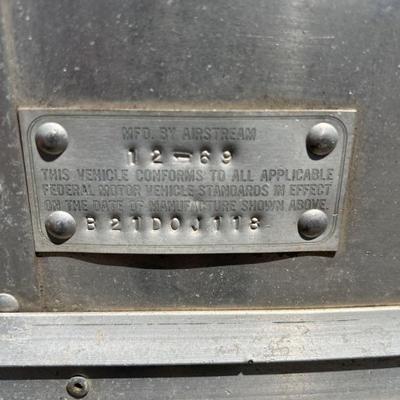 MFD. BY AIRSTREAM
12-69
THIS VEHICLE CONFORMS TO ALL APPLICABLE
FEDERAL MOTOR VEHICLE STANDARDS IN EFFECT
ON THE DATE OF MANUFACTURE SHOWN ABOVE.
B21D0J118